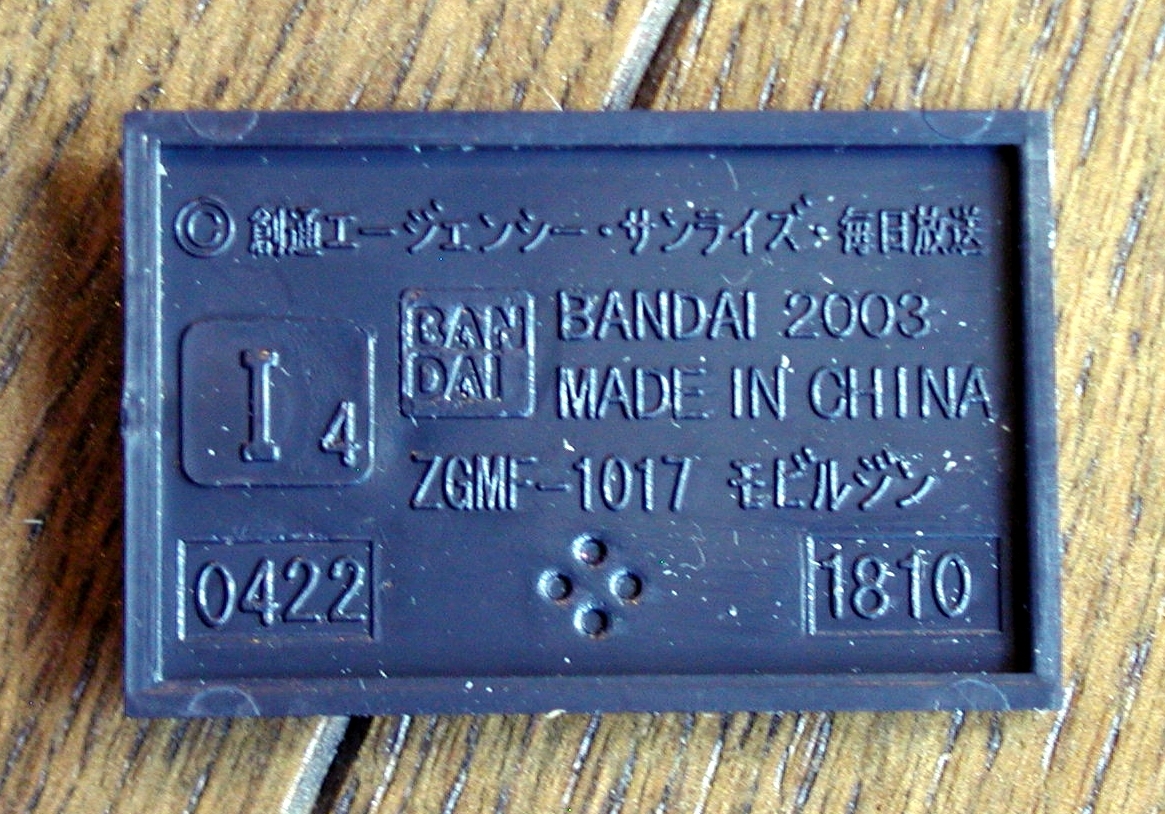 © 創通エージェンシー・サンライズ・毎日放送
BAN
DAI
BANDAI 2003
MADE IN CHINA
I 4
ZGMF-1017 モビルジン
0422
1810